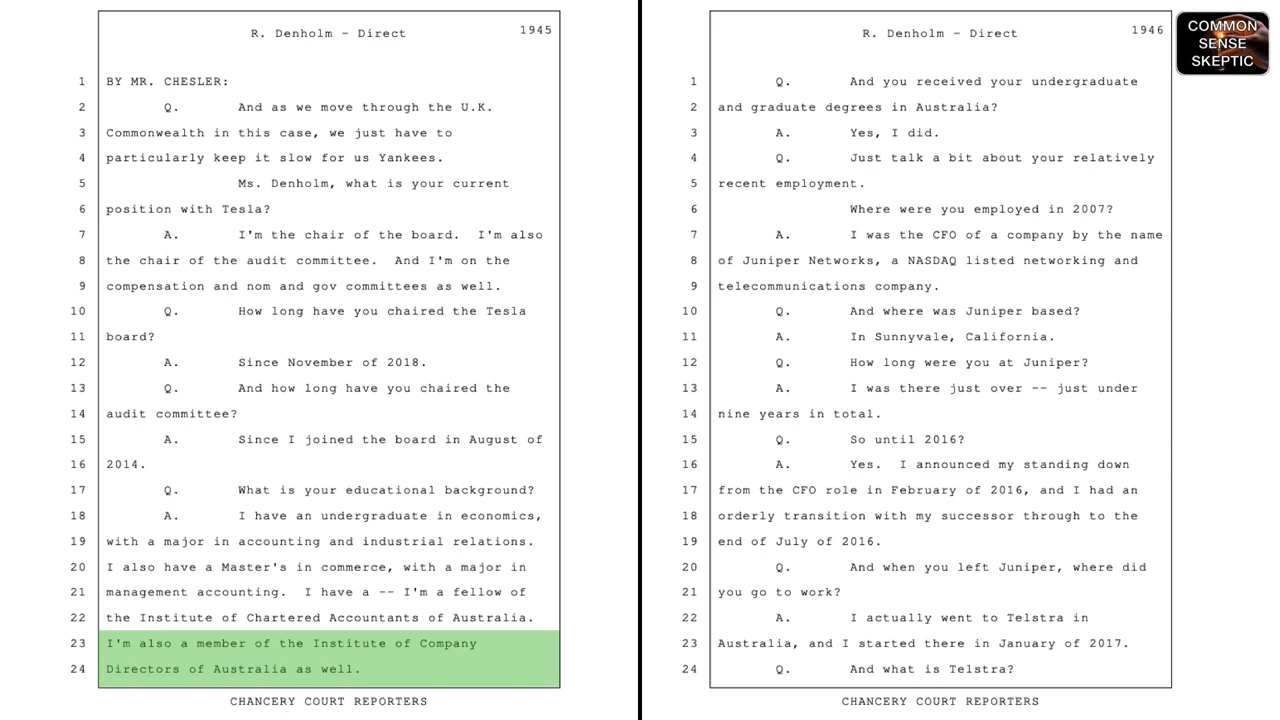 R. Denholm - Direct 1945
1 BY MR. CHESLER:
2 Q. And as we move through the U.K.
3 Commonwealth in this case, we just have to
4 particularly keep it slow for us Yankees.
5 Ms. Denholm, what is your current
6 position with Tesla?
7 A. I'm the chair of the board. I'm also
8 the chair of the audit committee. And I'm on the
9 compensation and nom and gov committees as well.
10 Q. How long have you chaired the Tesla
11 board?
12 A. Since November of 2018.
13 Q. And how long have you chaired the
14 audit committee?
15 A. Since I joined the board in August of
16 2014.
17 Q. What is your educational background?
18 A. I have an undergraduate in economics,
19 with a major in accounting and industrial relations.
20 I also have a Master's in commerce, with a major in
21 management accounting. I have a -- I'm a fellow of
22 the Institute of Chartered Accountants of Australia.
23 I'm also a member of the Institute of Company
24 Directors of Australia as well.
CHANCERY COURT REPORTERS
R. Denholm - Direct 1946
1 Q. And you received your undergraduate
2 and graduate degrees in Australia?
3 A. Yes, I did.
4 Q. Just talk a bit about your relatively
5 recent employment.
6 Where were you employed in 2007?
7 A. I was the CFO of a company by the name
8 of Juniper Networks, a NASDAQ listed networking and
9 telecommunications company.
10 Q. And where was Juniper based?
11 A. In Sunnyvale, California.
12 Q. How long were you at Juniper?
13 A. I was there just over -- just under
14 nine years in total.
15 Q. So until 2016?
16 A. Yes. I announced my standing down
17 from the CFO role in February of 2016, and I had an
18 orderly transition with my successor through to the
19 end of July of 2016.
20 Q. And when you left Juniper, where did
21 you go to work?
22 A. I actually went to Telstra in
23 Australia, and I started there in January of 2017.
24 Q. And what is Telstra?
CHANCERY COURT REPORTERS
COMMON
SENSE
SKEPTIC